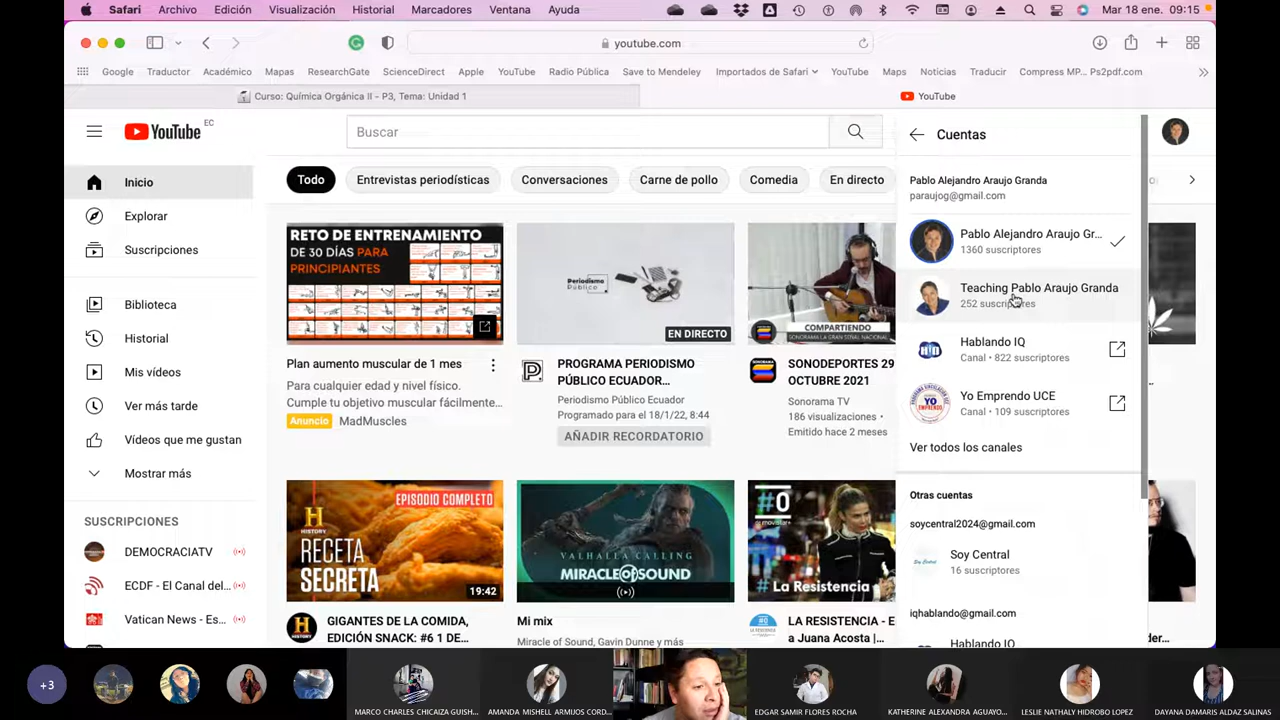 Safari Archivo Edición Visualización Historial Marcadores Ventana Ayuda Mar 18 ene. 09:15
youtube.com
Google Traductor Académico Mapas ResearchGate ScienceDirect Apple YouTube Radio Pública Save to Mendeley Importados de Safari YouTube Maps Noticias Traducir Compress MP... Ps2pdf.com
Curso: Química Orgánica II - P3, Tema: Unidad 1
YouTube
YouTube EC
Buscar
Inicio
Explorar
Suscripciones
Biblioteca
Historial
Mis vídeos
Ver más tarde
Vídeos que me gustan
Mostrar más
SUSCRIPCIONES
DEMOCRACIATV
ECDF - El Canal del...
Vatican News - Es...
Todo Entrevistas periodísticas Conversaciones Carne de pollo Comedia En directo
RETO DE ENTRENAMIENTO
DE 30 DÍAS PARA
PRINCIPIANTES
Plan aumento muscular de 1 mes
Para cualquier edad y nivel físico.
Cumple tu objetivo muscular fácilmente...
Anuncio MadMuscles
Periodismo
Público
EN DIRECTO
PROGRAMA PERIODISMO
PÚBLICO ECUADOR...
Periodismo Público Ecuador
Programado para el 18/1/22, 8:44
AÑADIR RECORDATORIO
COMPARTIENDO
SONORAMA LA GRAN SEÑAL NACIONAL
SONODEPORTES 29
OCTUBRE 2021
Sonorama TV
186 visualizaciones •
Emitido hace 2 meses
H
HISTORY
EPISODIO COMPLETO
RECETA
SECRETA
19:42
GIGANTES DE LA COMIDA,
EDICIÓN SNACK: #6 1 DE...
VALHALLA CALLING
MIRACLE of SOUND
Mi mix
Miracle of Sound, Gavin Dunne y más
#0
movistar+
# La Resistencia
LA RESISTENCIA - E
a Juana Acosta |...
Cuentas
Pablo Alejandro Araujo Granda
paraujog@gmail.com
Pablo Alejandro Araujo Gr...
1360 suscriptores
Teaching Pablo Araujo Granda
252 suscriptores
Hablando IQ
Canal • 822 suscriptores
Yo Emprendo UCE
Canal • 109 suscriptores
Ver todos los canales
Otras cuentas
soycentral2024@gmail.com
Soy Central
16 suscriptores
iqhablando@gmail.com
Hablando IQ
+3
MARCO CHARLES CHICAIZA GUISH... AMANDA MISHELL ARMIJOS CORD... EDGAR SAMIR FLORES ROCHA KATHERINE ALEXANDRA AGUAYO... LESLIE NATHALY HIDROBO LOPEZ DAYANA DAMARIS ALDAZ SALINAS